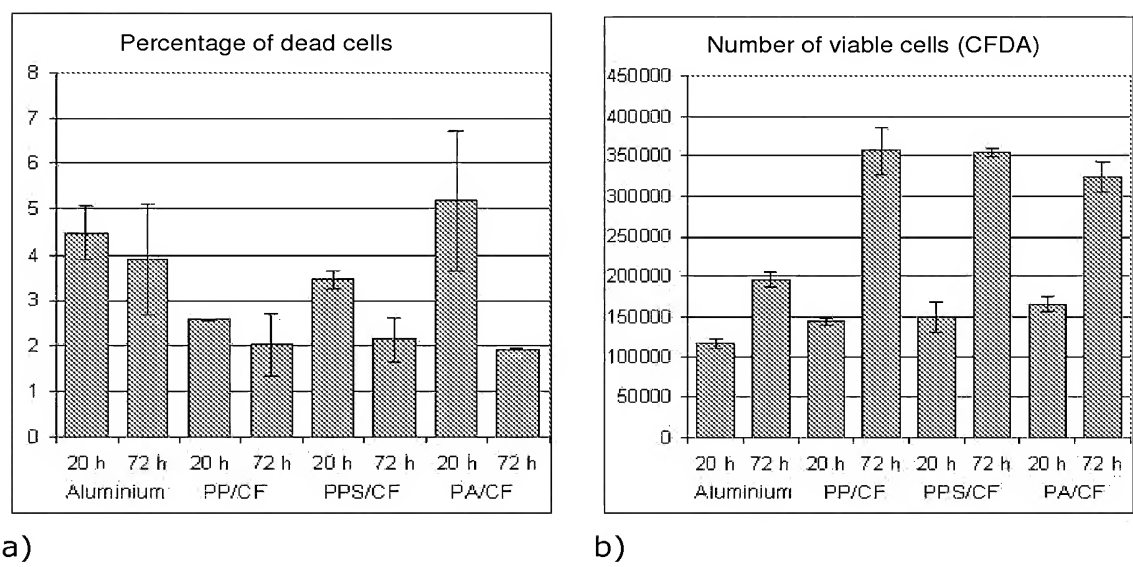 Percentage of dead cells
8
7
6
5
4
3
2
1
0
20 h 72 h 20 h 72 h 20 h 72 h 20 h 72 h
Aluminium PP/CF PPS/CF PA/CF
a)
Number of viable cells (CFDA)
450000
400000
350000
300000
250000
200000
150000
100000
50000
0
20 h 72 h 20 h 72 h 20 h 72 h 20 h 72 h
Aluminium PP/CF PPS/CF PA/CF
b)